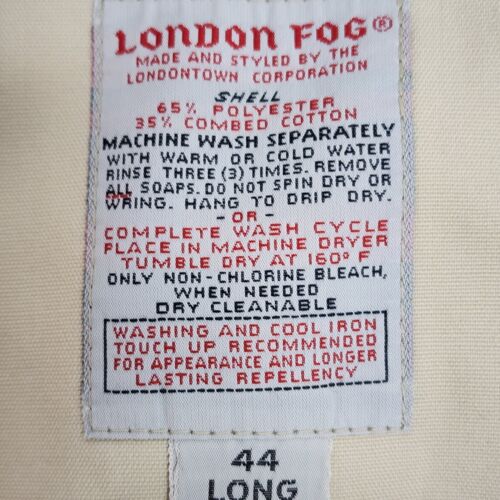 LONDON FOG®
MADE AND STYLED BY THE
LONDONTOWN CORPORATION
SHELL
65% POLYESTER
35% COMBED COTTON
MACHINE WASH SEPARATELY
WITH WARM OR COLD WATER
RINSE THREE (3) TIMES. REMOVE
ALL SOAPS. DO NOT SPIN DRY OR
WRING. HANG TO DRIP DRY.
-OR-
COMPLETE WASH CYCLE
PLACE IN MACHINE DRYER
TUMBLE DRY AT 160° F
ONLY NON-CHLORINE BLEACH,
WHEN NEEDED
DRY CLEANABLE
WASHING AND COOL IRON
TOUCH UP RECOMMENDED
FOR APPEARANCE AND LONGER
LASTING REPELLENCY
44
LONG